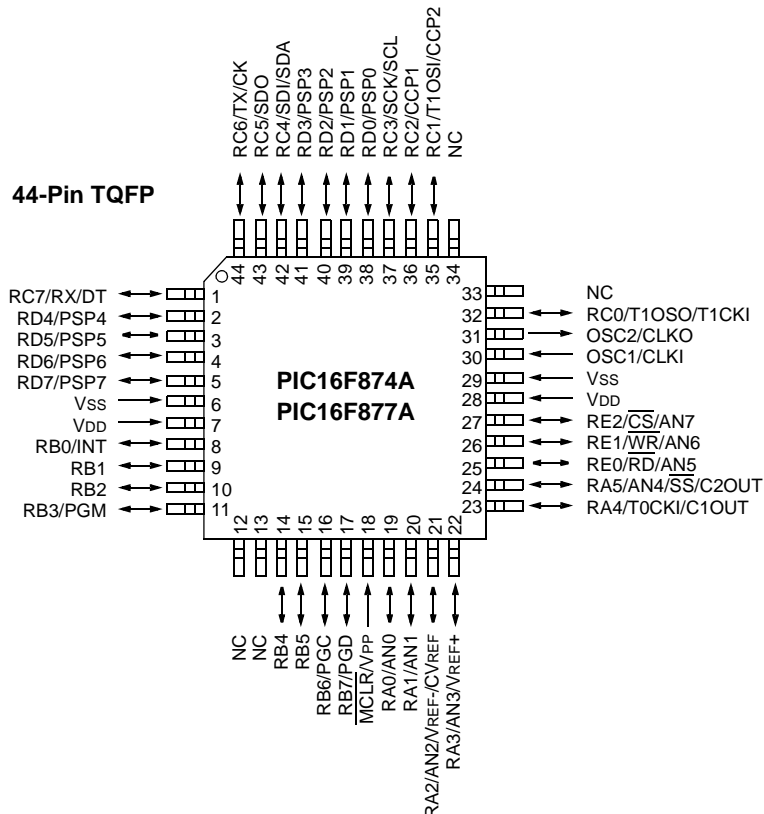 RC6/TX/CK
RC5/SDO
RC4/SDI/SDA
RD3/PSP3
RD2/PSP2
RD1/PSP1
RD0/PSP0
RC3/SCK/SCL
RC2/CCP1
RC1/T1OSI/CCP2
NC
44-Pin TQFP
44
43
42
41
40
39
38
37
36
35
34
RC7/RX/DT 1
RD4/PSP4 2
RD5/PSP5 3
RD6/PSP6 4
RD7/PSP7 5
VSS 6
VDD 7
RB0/INT 8
RB1 9
RB2 10
RB3/PGM 11
PIC16F874A
PIC16F877A
33 NC
32 RC0/T1OSO/T1CKI
31 OSC2/CLKO
30 OSC1/CLKI
29 VSS
28 VDD
27 RE2/C̅S̅/AN7
26 RE1/W̅R̅/AN6
25 RE0/R̅D̅/AN5
24 RA5/AN4/S̅S̅/C2OUT
23 RA4/T0CKI/C1OUT
12
13
14
15
16
17
18
19
20
21
22
NC
NC
RB4
RB5
RB6/PGC
RB7/PGD
M̅C̅L̅R̅/VPP
RA0/AN0
RA1/AN1
RA2/AN2/VREF-/CVREF
RA3/AN3/VREF+